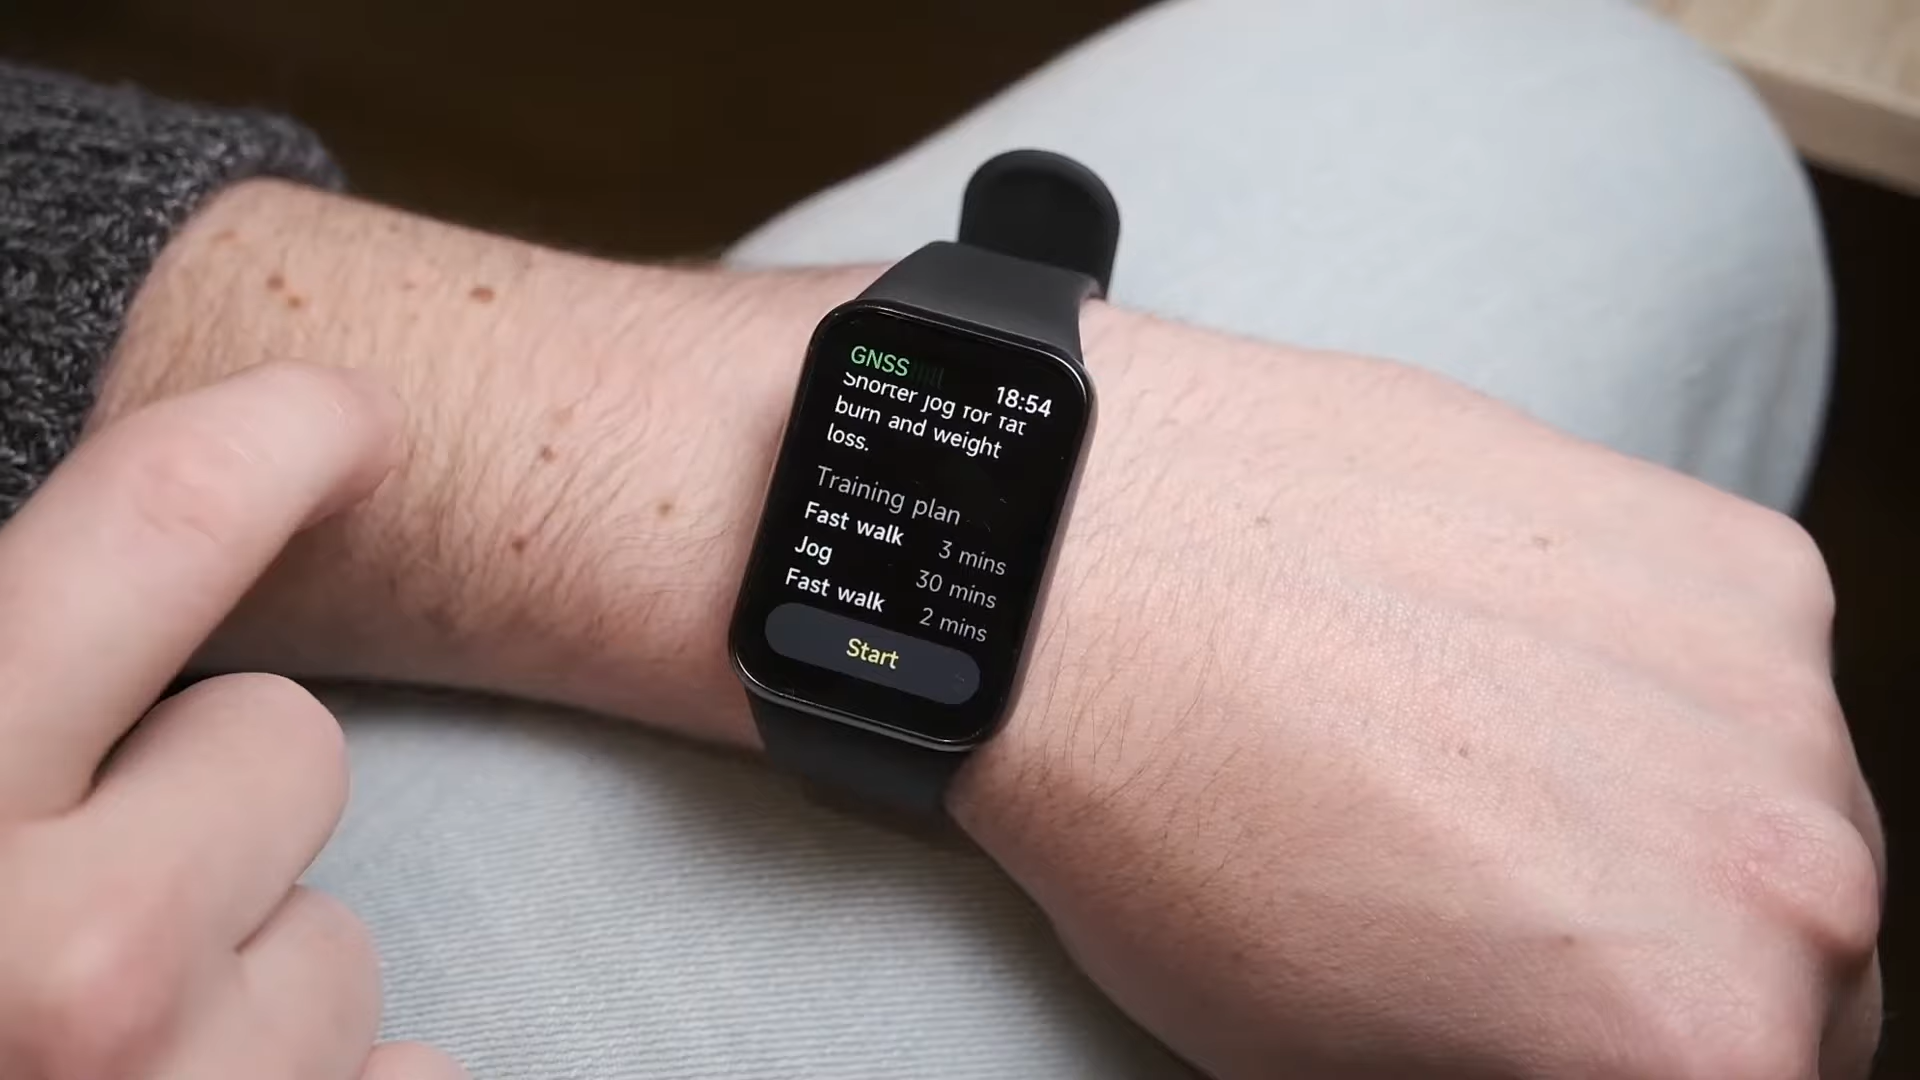 GNSS
18:54
Shorter jog for fat
burn and weight
loss.
Training plan
Fast walk 3 mins
Jog 30 mins
Fast walk 2 mins
Start